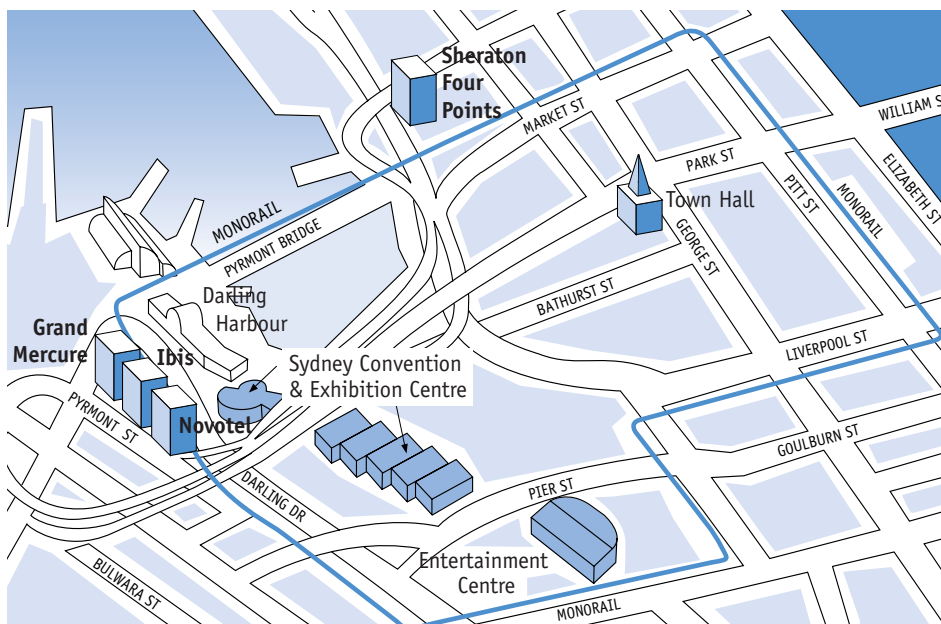 Sheraton
Four
Points
MARKET ST
WILLIAM S
PARK ST
ELIZABETH ST
PITT ST
MONORAIL
Town Hall
GEORGE ST
MONORAIL
PYRMONT BRIDGE
BATHURST ST
Darling
Harbour
LIVERPOOL ST
Grand
Mercure
Ibis
Sydney Convention
& Exhibition Centre
Novotel
PYRMONT ST
GOULBURN ST
DARLING DR
PIER ST
Entertainment
Centre
BULWARA ST
MONORAIL